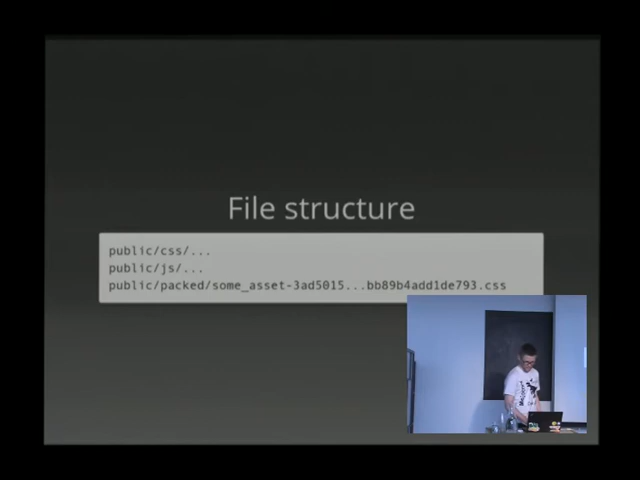 File structure
public/css/...
public/js/...
public/packed/some_asset-3ad5015...bb89b4add1de793.css